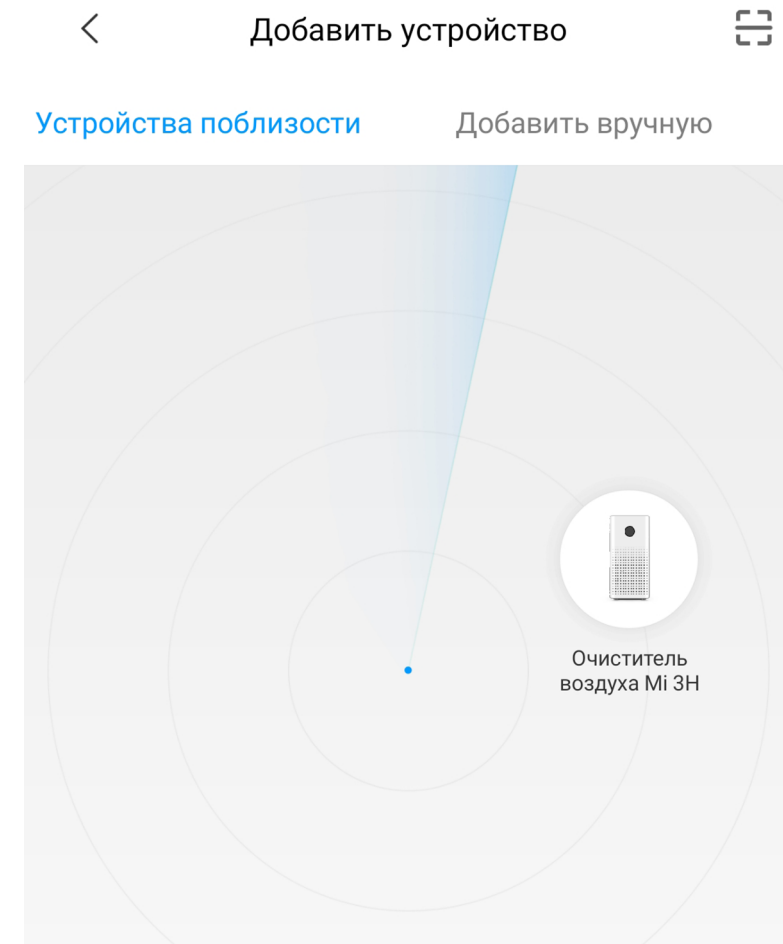 Добавить устройство
Устройства поблизости
Добавить вручную
Очиститель
воздуха Mi 3H